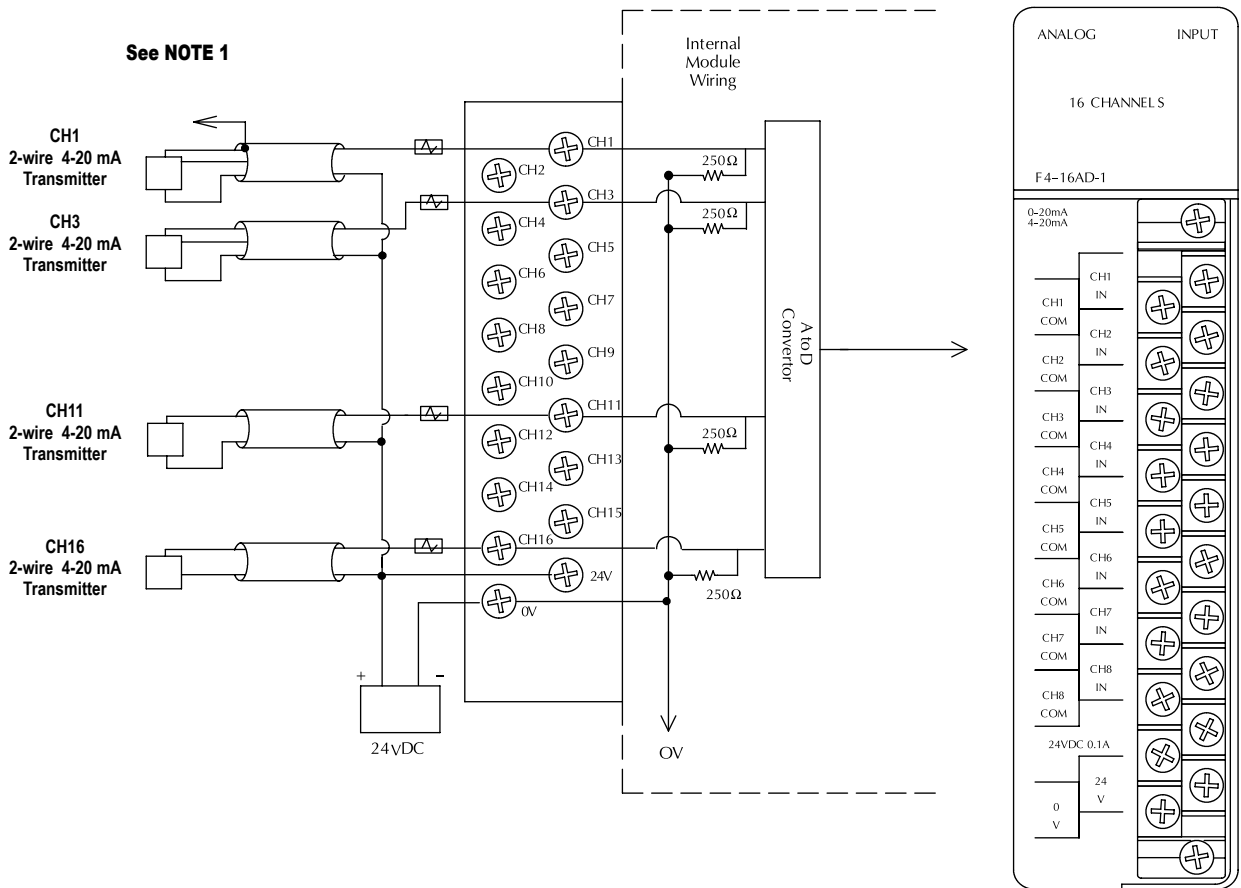 See NOTE 1
CH1
2-wire 4-20 mA
Transmitter
CH3
2-wire 4-20 mA
Transmitter
CH11
2-wire 4-20 mA
Transmitter
CH16
2-wire 4-20 mA
Transmitter
+
-
24VDC
CH1
CH2
CH3
CH4
CH5
CH6
CH7
CH8
CH9
CH10
CH11
CH12
CH13
CH14
CH15
CH16
24V
0V
Internal
Module
Wiring
250Ω
250Ω
250Ω
250Ω
OV
A to D
Convertor
ANALOG INPUT
16 CHANNELS
F4-16AD-1
0-20mA
4-20mA
CH1
IN
CH1
COM
CH2
IN
CH2
COM
CH3
IN
CH3
COM
CH4
IN
CH4
COM
CH5
IN
CH5
COM
CH6
IN
CH6
COM
CH7
IN
CH7
COM
CH8
IN
CH8
COM
24VDC 0.1A
24
V
0
V